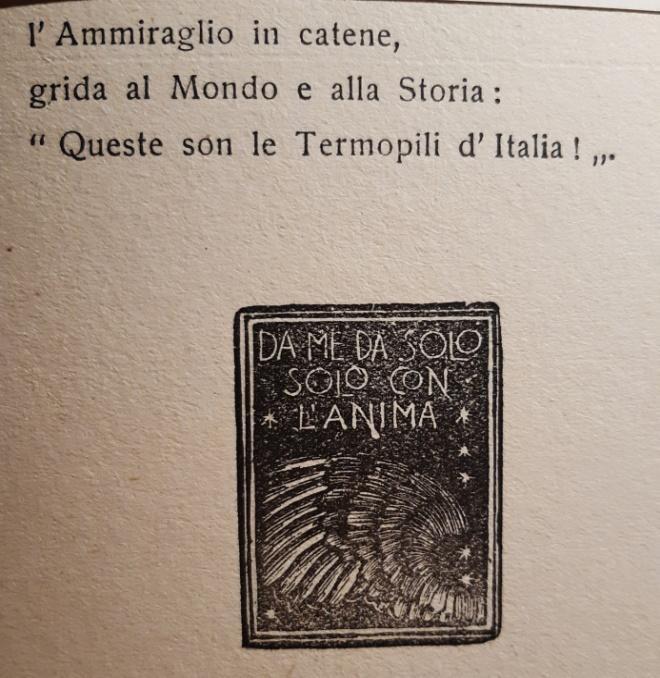 l' Ammiraglio in catene,
grida al Mondo e alla Storia :
“ Queste son le Termopili d' Italia ! „.
DA ME DA SOLO
SOLO CON
L'ANIMA